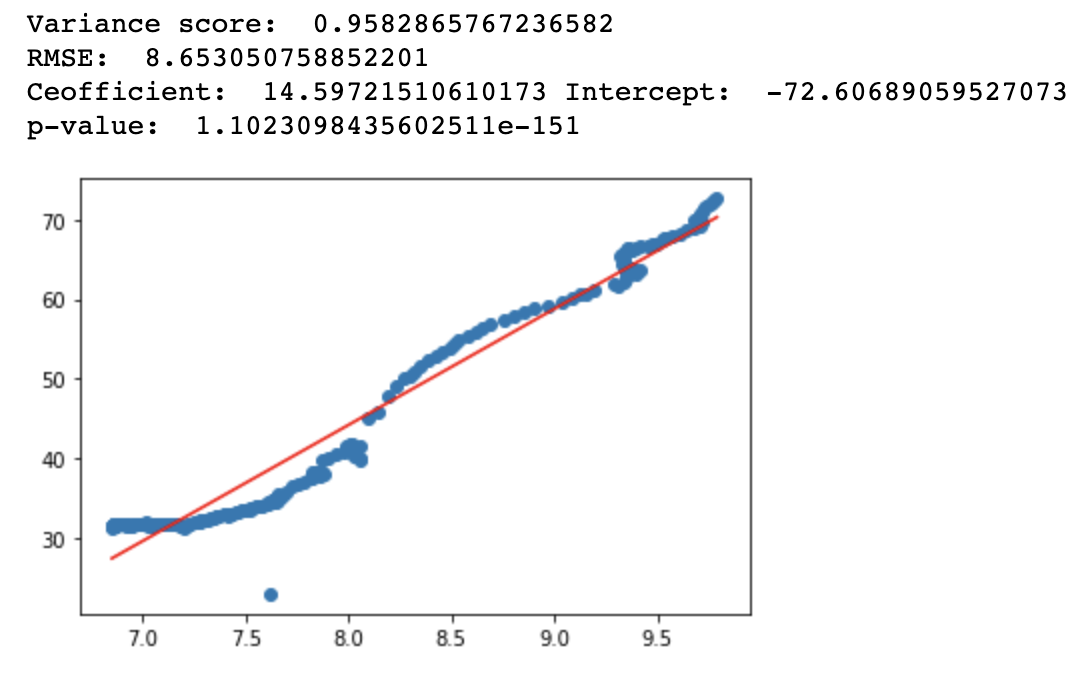 Variance score:  0.9582865767236582
RMSE:  8.653050758852201
Ceofficient:  14.59721510610173 Intercept:  -72.60689059527073
p-value:  1.1023098435602511e-151
70
60
50
40
30
7.0 7.5 8.0 8.5 9.0 9.5